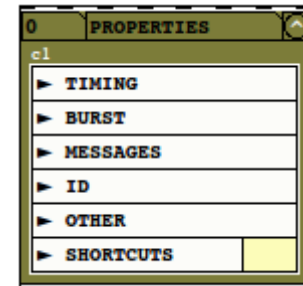 0 PROPERTIES
c1
► TIMING
► BURST
► MESSAGES
► ID
► OTHER
► SHORTCUTS